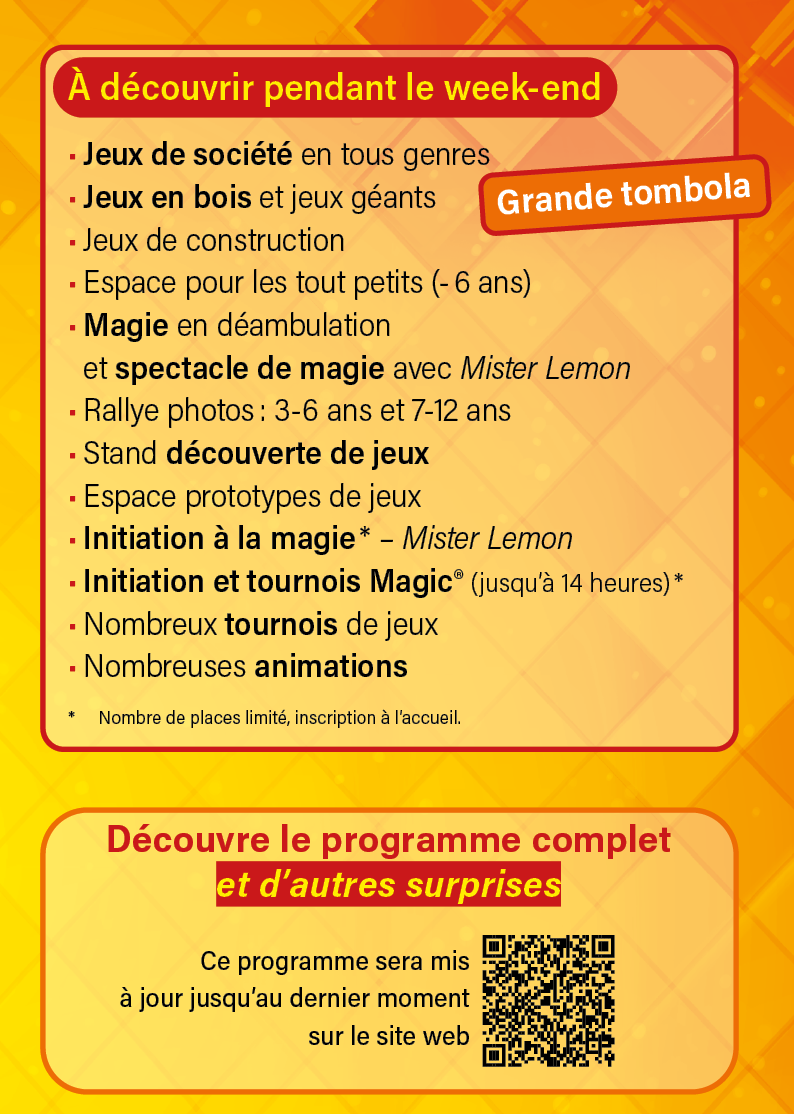 À découvrir pendant le week-end
▪ Jeux de société en tous genres
▪ Jeux en bois et jeux géants
Grande tombola
▪ Jeux de construction
▪ Espace pour les tout petits (- 6 ans)
▪ Magie en déambulation
et spectacle de magie avec Mister Lemon
▪ Rallye photos : 3-6 ans et 7-12 ans
▪ Stand découverte de jeux
▪ Espace prototypes de jeux
▪ Initiation à la magie* – Mister Lemon
▪ Initiation et tournois Magic® (jusqu’à 14 heures)*
▪ Nombreux tournois de jeux
▪ Nombreuses animations
* Nombre de places limité, inscription à l’accueil.
Découvre le programme complet
et d’autres surprises
Ce programme sera mis
à jour jusqu’au dernier moment
sur le site web